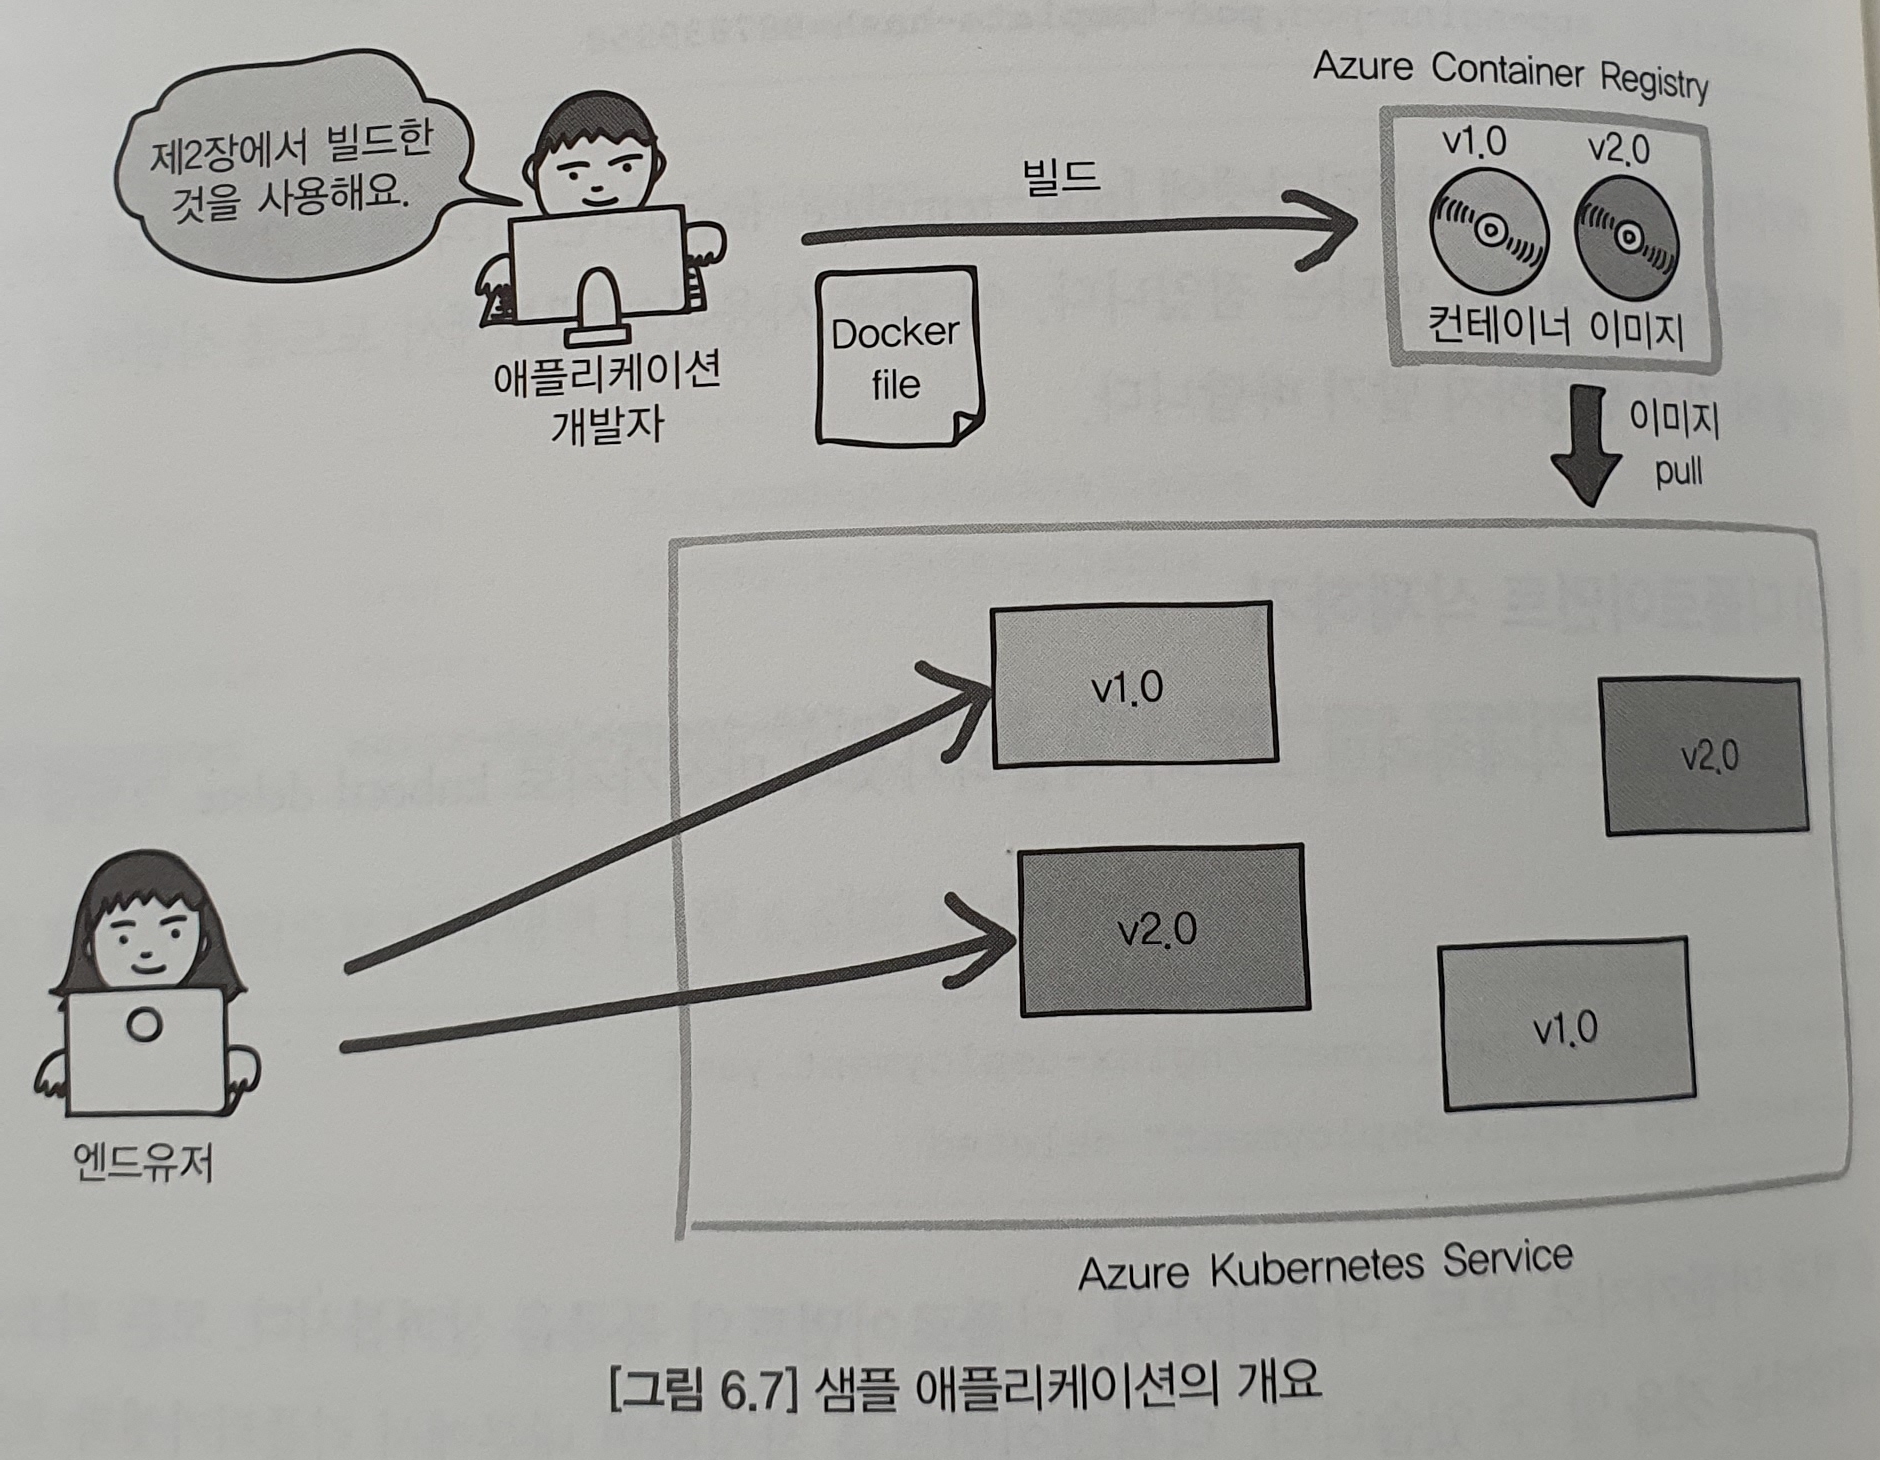 Azure Container Registry
제2장에서 빌드한
것을 사용해요.
빌드
v1.0 v2.0
컨테이너 이미지
Docker
file
애플리케이션
개발자
이미지
pull
v1.0
v2.0
v2.0
v1.0
엔드유저
Azure Kubernetes Service
[그림 6.7] 샘플 애플리케이션의 개요